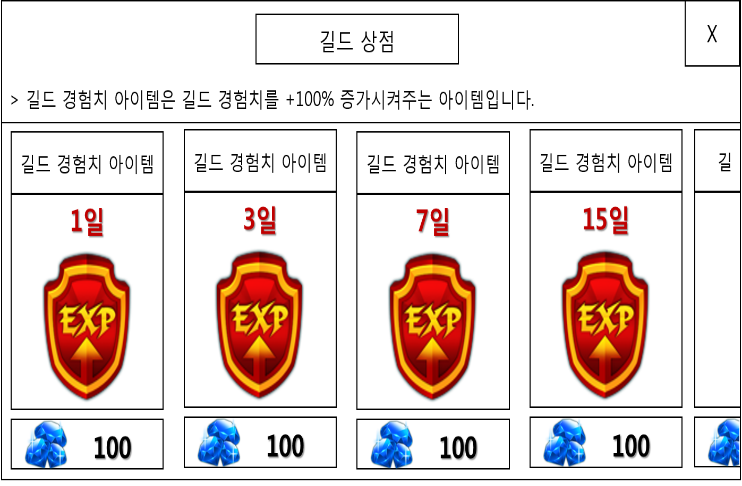 길드 상점
X
> 길드 경험치 아이템은 길드 경험치를 +100% 증가시켜주는 아이템입니다.
길드 경험치 아이템
길드 경험치 아이템
길드 경험치 아이템
길드 경험치 아이템
길
1일
3일
7일
15일
EXP
EXP
EXP
EXP
100
100
100
100